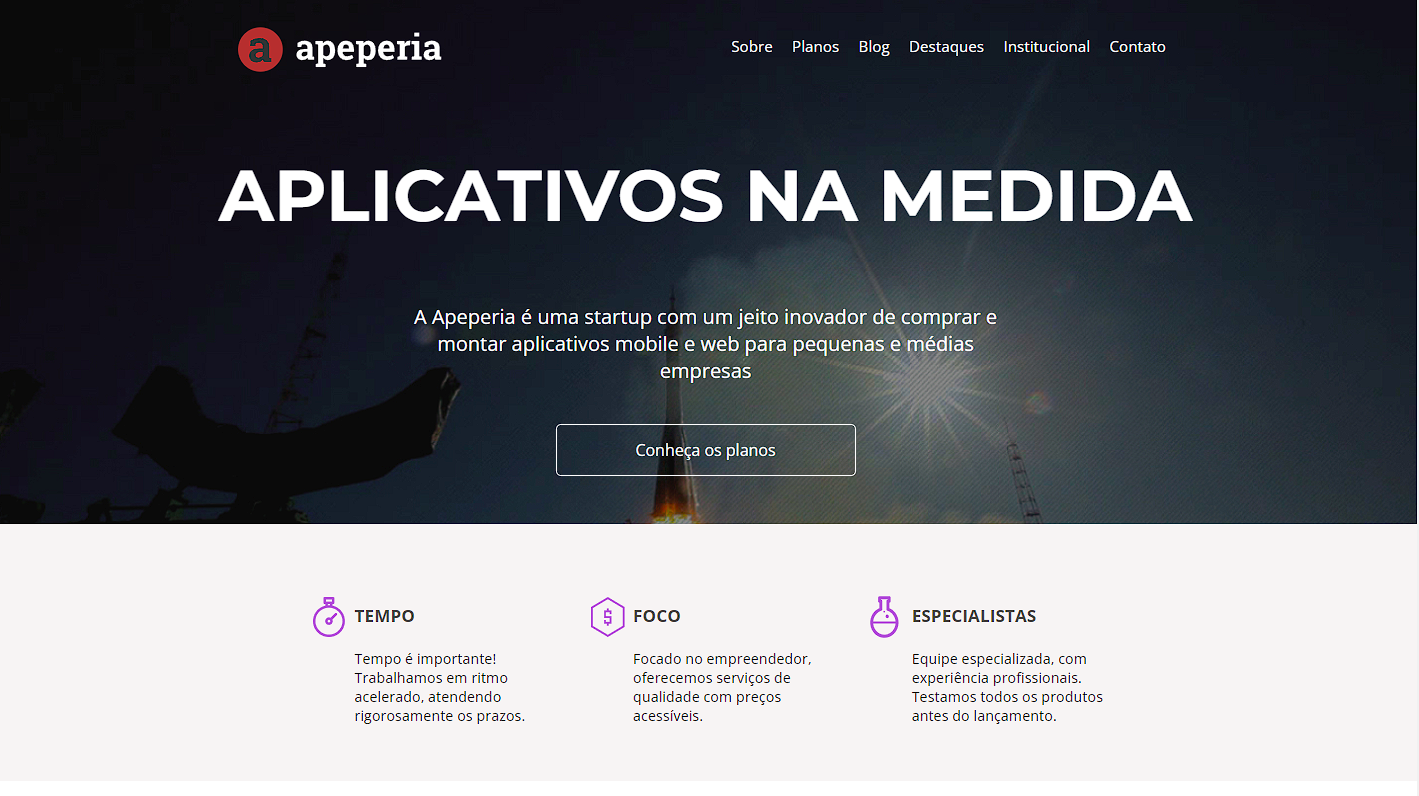 a apeperia
Sobre Planos Blog Destaques Institucional Contato
APLICATIVOS NA MEDIDA
A Apeperia é uma startup com um jeito inovador de comprar e
montar aplicativos mobile e web para pequenas e médias
empresas
Conheça os planos
TEMPO
Tempo é importante!
Trabalhamos em ritmo
acelerado, atendendo
rigorosamente os prazos.
$
FOCO
Focado no empreendedor,
oferecemos serviços de
qualidade com preços
acessíveis.
ESPECIALISTAS
Equipe especializada, com
experiência profissionais.
Testamos todos os produtos
antes do lançamento.